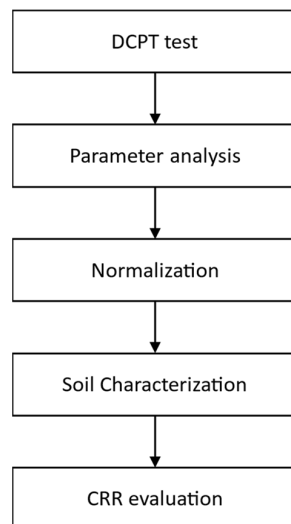 DCPT test
Parameter analysis
Normalization
Soil Characterization
CRR evaluation